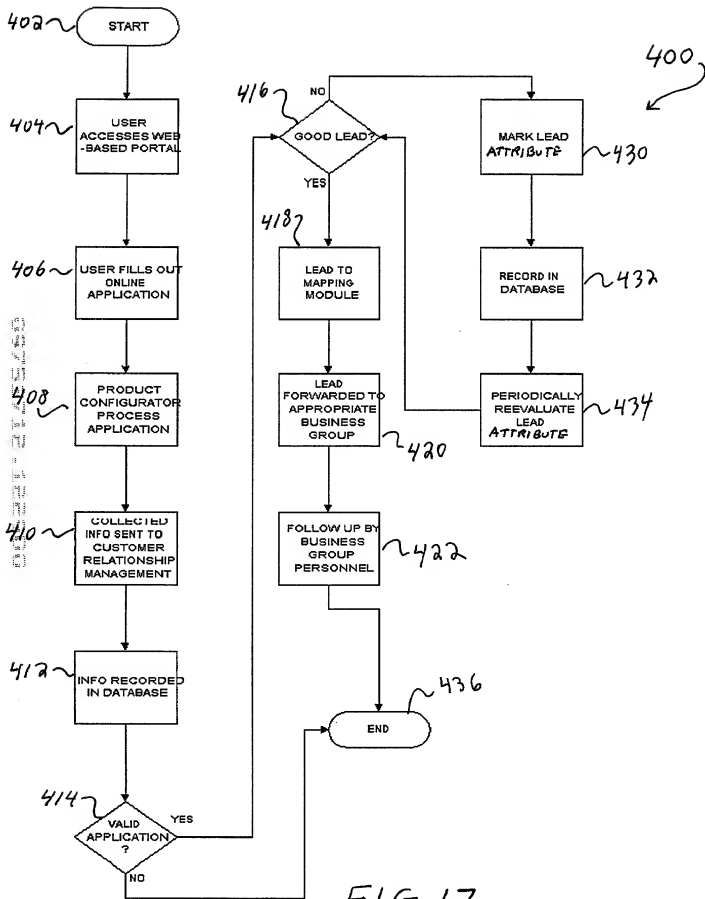 402
START
404
USER
ACCESSES WEB
-BASED PORTAL
406
USER FILLS OUT
ONLINE
APPLICATION
408
PRODUCT
CONFIGURATOR
PROCESS
APPLICATION
410
COLLECTED
INFO SENT TO
CUSTOMER
RELATIONSHIP
MANAGEMENT
412
INFO RECORDED
IN DATABASE
414
VALID
APPLICATION
?
YES
NO
416
GOOD LEAD?
NO
YES
418
LEAD TO
MAPPING
MODULE
LEAD
FORWARDED TO
APPROPRIATE
BUSINESS
GROUP
420
FOLLOW UP BY
BUSINESS
GROUP
PERSONNEL
422
436
END
400
MARK LEAD
ATTRIBUTE
430
RECORD IN
DATABASE
432
PERIODICALLY
REEVALUATE
LEAD
ATTRIBUTE
434
FIG. 17